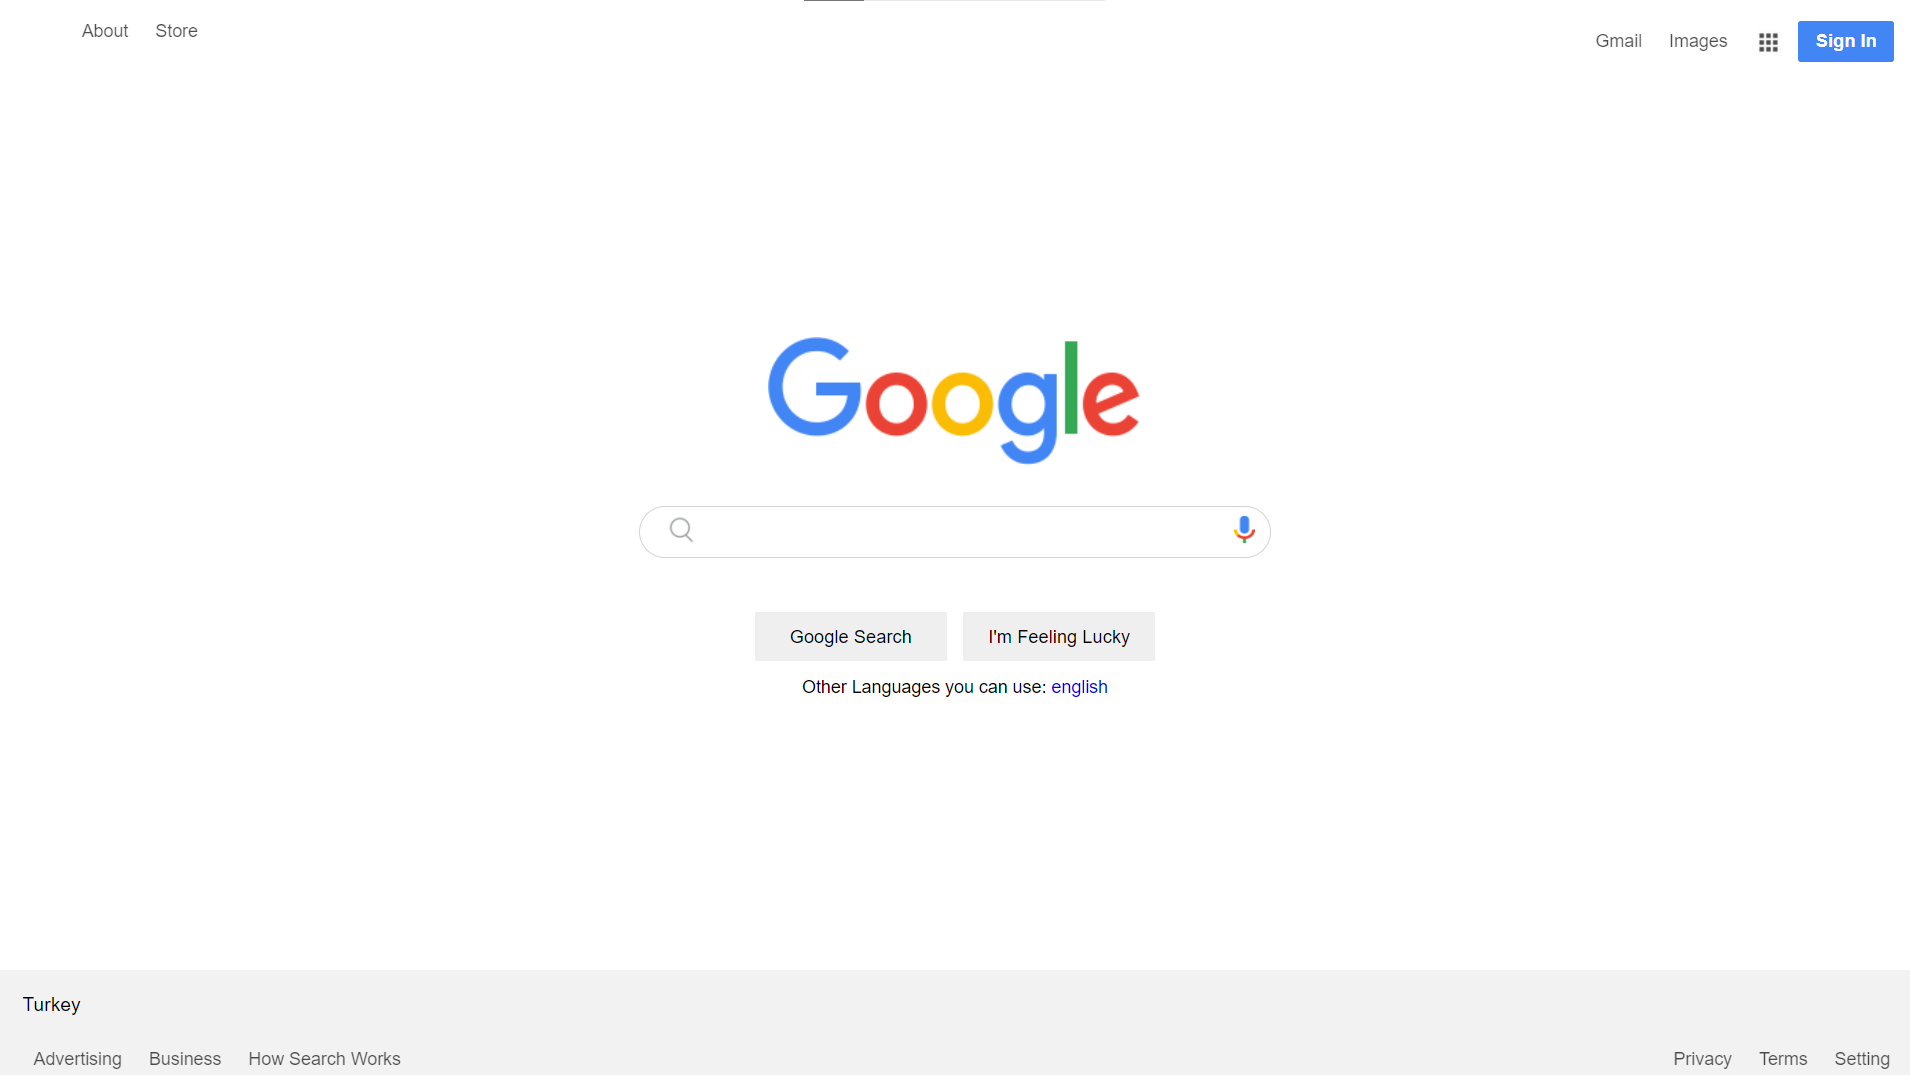 About Store
Gmail Images Sign In
Google
Google Search I'm Feeling Lucky
Other Languages you can use: english
Turkey
Advertising Business How Search Works
Privacy Terms Setting